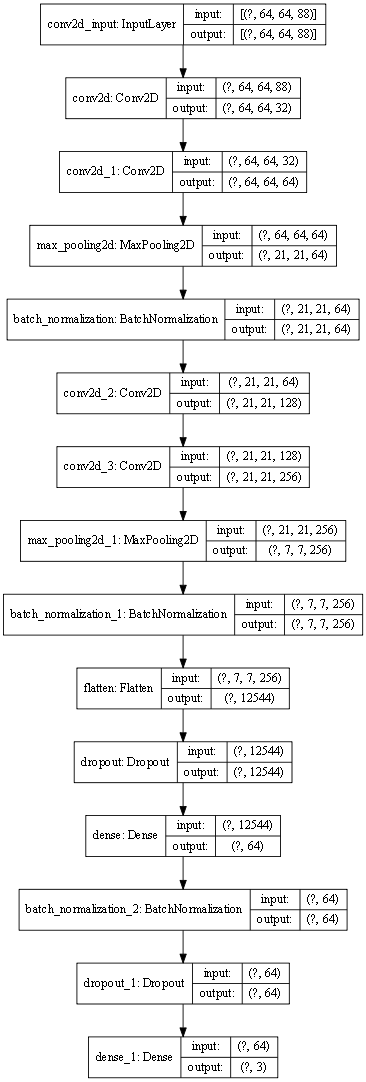 conv2d_input: InputLayer input: [(?, 64, 64, 88)]
output: [(?, 64, 64, 88)]
conv2d: Conv2D input: (?, 64, 64, 88)
output: (?, 64, 64, 32)
conv2d_1: Conv2D input: (?, 64, 64, 32)
output: (?, 64, 64, 64)
max_pooling2d: MaxPooling2D input: (?, 64, 64, 64)
output: (?, 21, 21, 64)
batch_normalization: BatchNormalization input: (?, 21, 21, 64)
output: (?, 21, 21, 64)
conv2d_2: Conv2D input: (?, 21, 21, 64)
output: (?, 21, 21, 128)
conv2d_3: Conv2D input: (?, 21, 21, 128)
output: (?, 21, 21, 256)
max_pooling2d_1: MaxPooling2D input: (?, 21, 21, 256)
output: (?, 7, 7, 256)
batch_normalization_1: BatchNormalization input: (?, 7, 7, 256)
output: (?, 7, 7, 256)
flatten: Flatten input: (?, 7, 7, 256)
output: (?, 12544)
dropout: Dropout input: (?, 12544)
output: (?, 12544)
dense: Dense input: (?, 12544)
output: (?, 64)
batch_normalization_2: BatchNormalization input: (?, 64)
output: (?, 64)
dropout_1: Dropout input: (?, 64)
output: (?, 64)
dense_1: Dense input: (?, 64)
output: (?, 3)